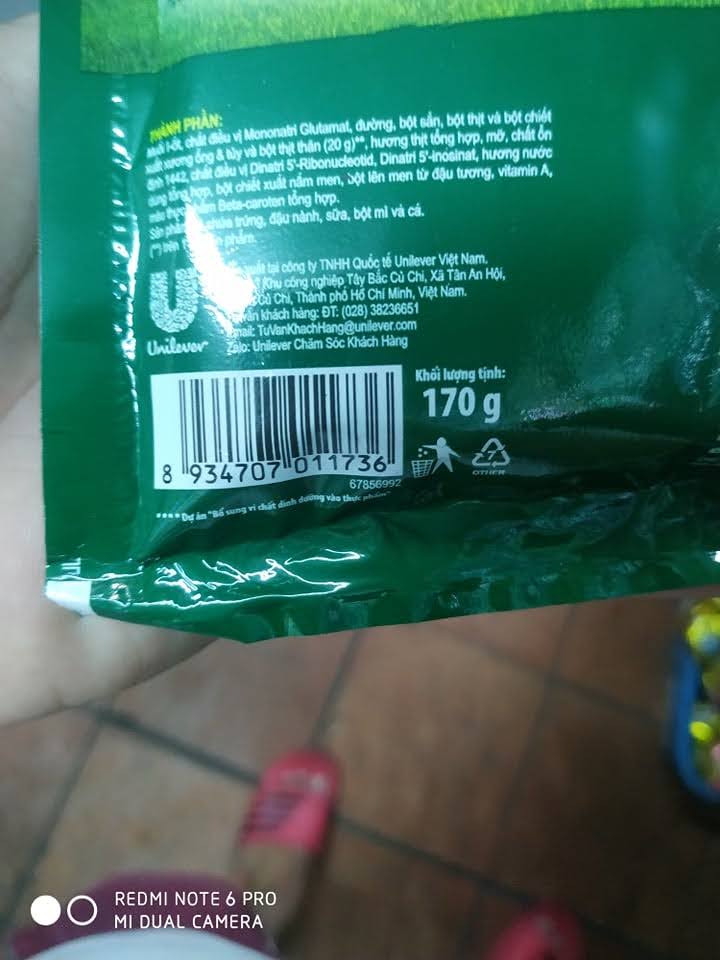 THÀNH PHẦN:
Muối I-ốt, chất điều vị Mononatri Glutamat, đường, bột sắn, bột thịt và bột chiết
xuất xương ống & tủy và bột thịt thăn (20 g)**, hương thịt tổng hợp, mỡ, chất ổn
định 1442, chất điều vị Dinatri 5'-Ribonucleotid, Dinatri 5'-inosinat, hương nước
dùng tổng hợp, bột chiết xuất nấm men, bột lên men từ đậu tương, vitamin A,
màu thực phẩm Beta-caroten tổng hợp.
Sản phẩm chứa trứng, đậu nành, sữa, bột mì và cá.
(**) trên phẩm.
xuất tại công ty TNHH Quốc tế Unilever Việt Nam.
Khu công nghiệp Tây Bắc Củ Chi, Xã Tân An Hội,
Củ Chi, Thành phố Hồ Chí Minh, Việt Nam.
vấn khách hàng: ĐT. (028) 38236651
Email: TuVanKhachHang@unilever.com
Zalo: Unilever Chăm Sóc Khách Hàng
Unilever
Khối lượng tịnh:
170 g
8 934707 011736
67856992
OTHER
****Dự án "Bổ sung vi chất dinh dưỡng vào thực phẩm"
REDMI NOTE 6 PRO
MI DUAL CAMERA